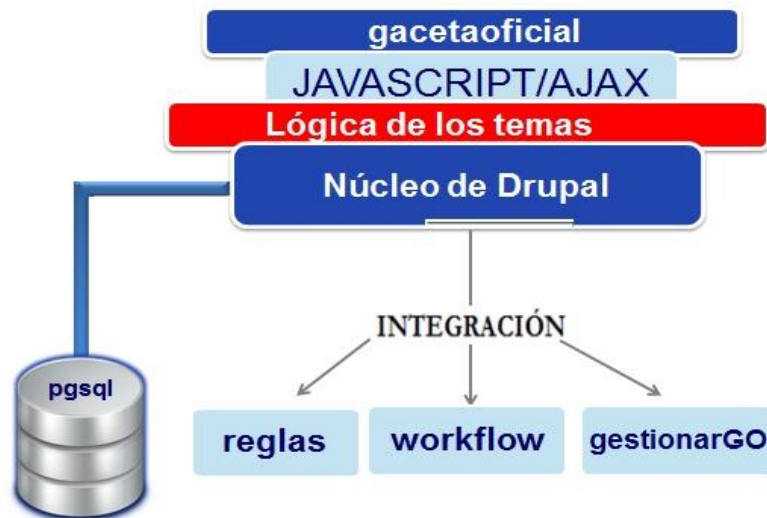 gacetaoficial
JAVASCRIPT/AJAX
Lógica de los temas
Núcleo de Drupal
INTEGRACIÓN
pgsql
reglas
workflow
gestionarGO